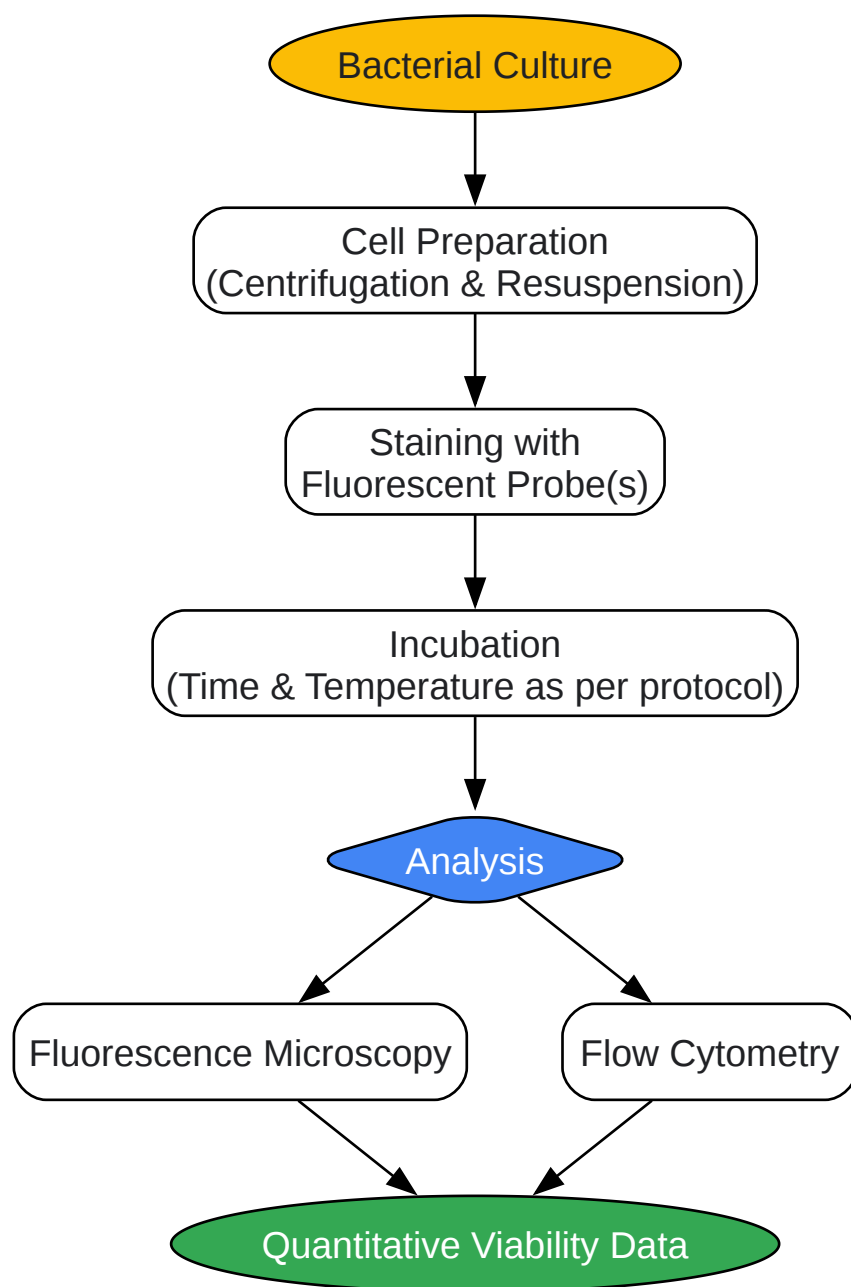 Bacterial Culture
Cell Preparation
(Centrifugation & Resuspension)
Staining with
Fluorescent Probe(s)
Incubation
(Time & Temperature as per protocol)
Analysis
Fluorescence Microscopy
Flow Cytometry
Quantitative Viability Data